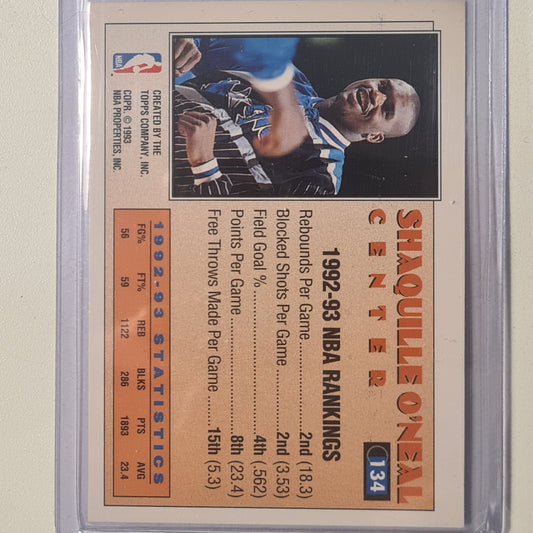 SHAQUILLE O'NEAL
CENTER
134
1992-93 NBA RANKINGS
Rebounds Per Game..........2nd (18.3)
Blocked Shots Per Game....2nd (3.53)
Field Goal %..........4th (.562)
Points Per Game..........8th (23.4)
Free Throws Made Per Game....15th (5.3)
NBA
CREATED BY THE
TOPPS COMPANY, INC.
COPR. © 1993
NBA PROPERTIES, INC.
1992-93 STATISTICS
FG% FT% REB BLKS PTS AVG
56 59 1122 286 1893 23.4